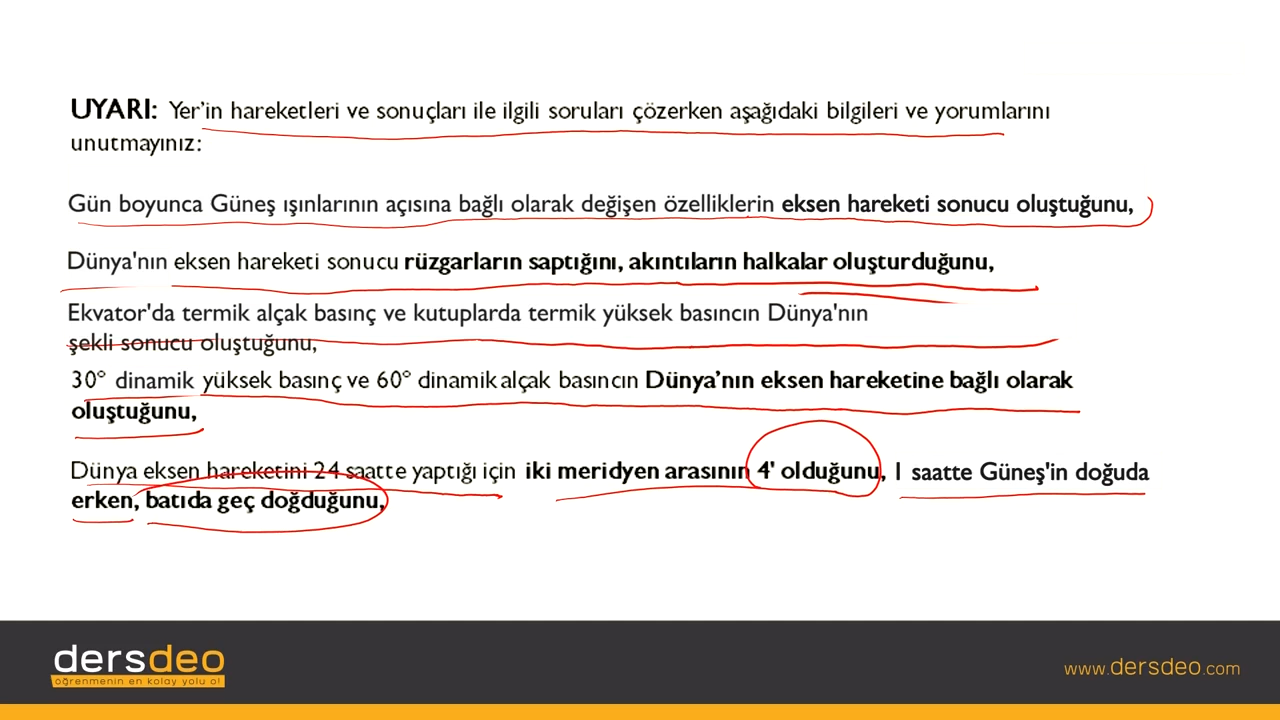 UYARI: Yer'in hareketleri ve sonuçları ile ilgili soruları çözerken aşağıdaki bilgileri ve yorumlarını
unutmayınız:
Gün boyunca Güneş ışınlarının açısına bağlı olarak değişen özelliklerin eksen hareketi sonucu oluştuğunu,
Dünya'nın eksen hareketi sonucu rüzgarların saptığını, akıntıların halkalar oluşturduğunu,
Ekvator'da termik alçak basınç ve kutuplarda termik yüksek basıncın Dünya'nın
şekli sonucu oluştuğunu,
30° dinamik yüksek basınç ve 60° dinamik alçak basıncın Dünya'nın eksen hareketine bağlı olarak
oluştuğunu,
Dünya eksen hareketini 24 saatte yaptığı için iki meridyen arasının 4' olduğunu, 1 saatte Güneş'in doğuda
erken, batıda geç doğduğunu,
dersdeo
öğrenmenin en kolay yolu o!
www.dersdeo.com